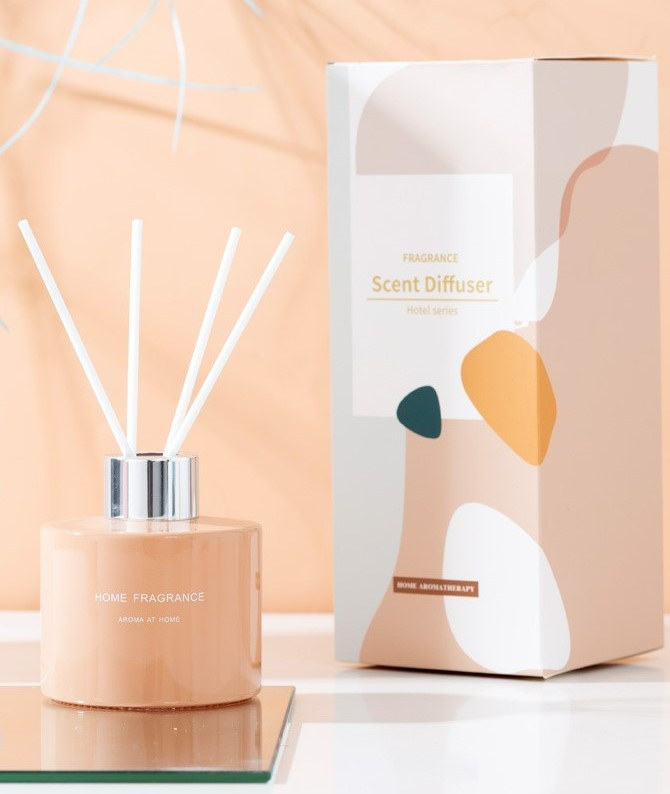 FRAGRANCE
Scent Diffuser
Hotel series
HOME AROMATHERAPY
HOME FRAGRANCE
AROMA AT HOME